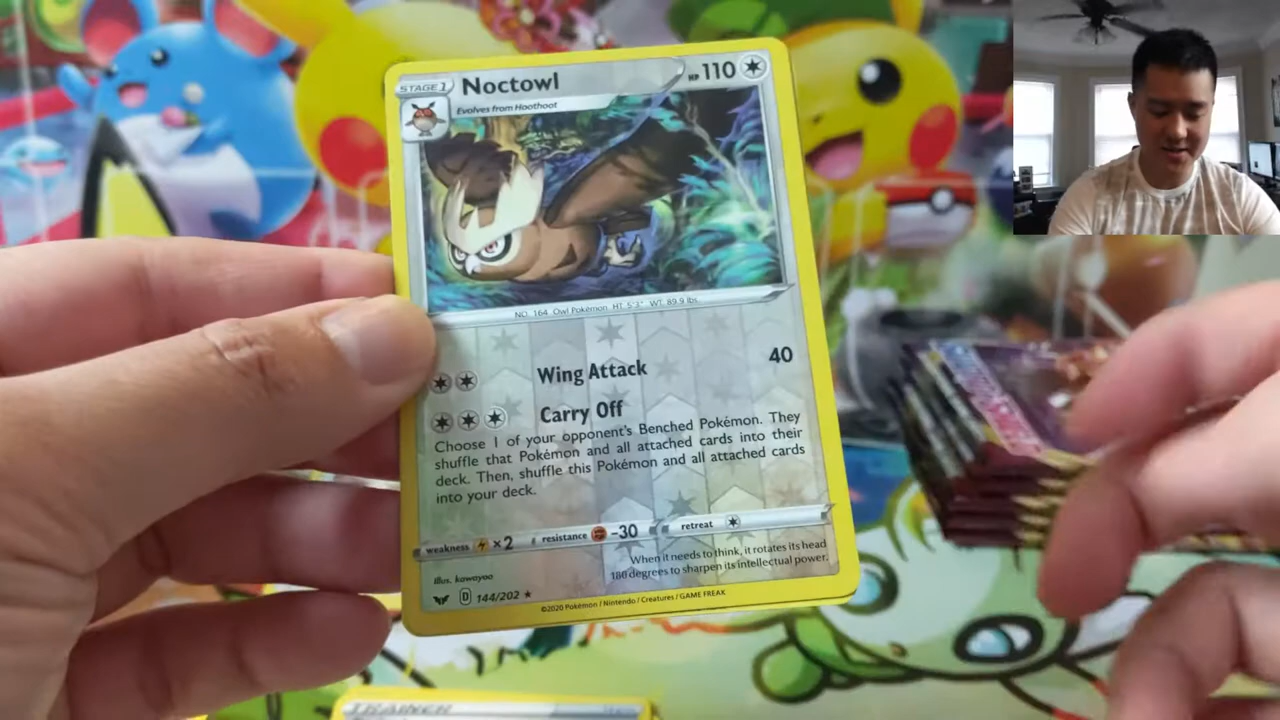 STAGE 1
Noctowl
HP 110
Evolves from Hoothoot
NO. 164 Owl Pokémon HT: 5'3" WT: 89.9 lbs.
Wing Attack 40
Carry Off
Choose 1 of your opponent's Benched Pokémon. They
shuffle that Pokémon and all attached cards into their
deck. Then, shuffle this Pokémon and all attached cards
into your deck.
weakness ×2 resistance -30 retreat
When it needs to think, it rotates its head
180 degrees to sharpen its intellectual power.
Illus. kawayoo
D 144/202 ★
©2020 Pokémon / Nintendo / Creatures / GAME FREAK
TRAINER